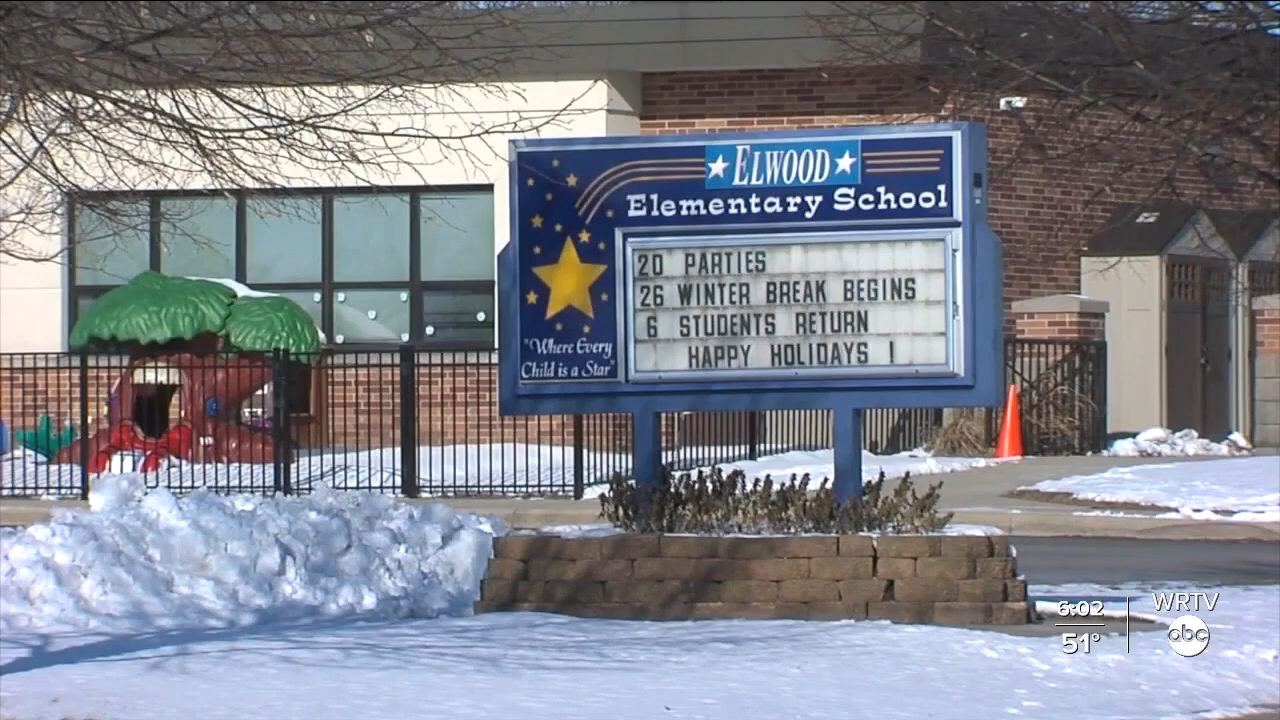 ELWOOD
Elementary School
20 PARTIES
26 WINTER BREAK BEGINS
6 STUDENTS RETURN
HAPPY HOLIDAYS !
"Where Every
Child is a Star"
6:02
51°
WRTV
abc